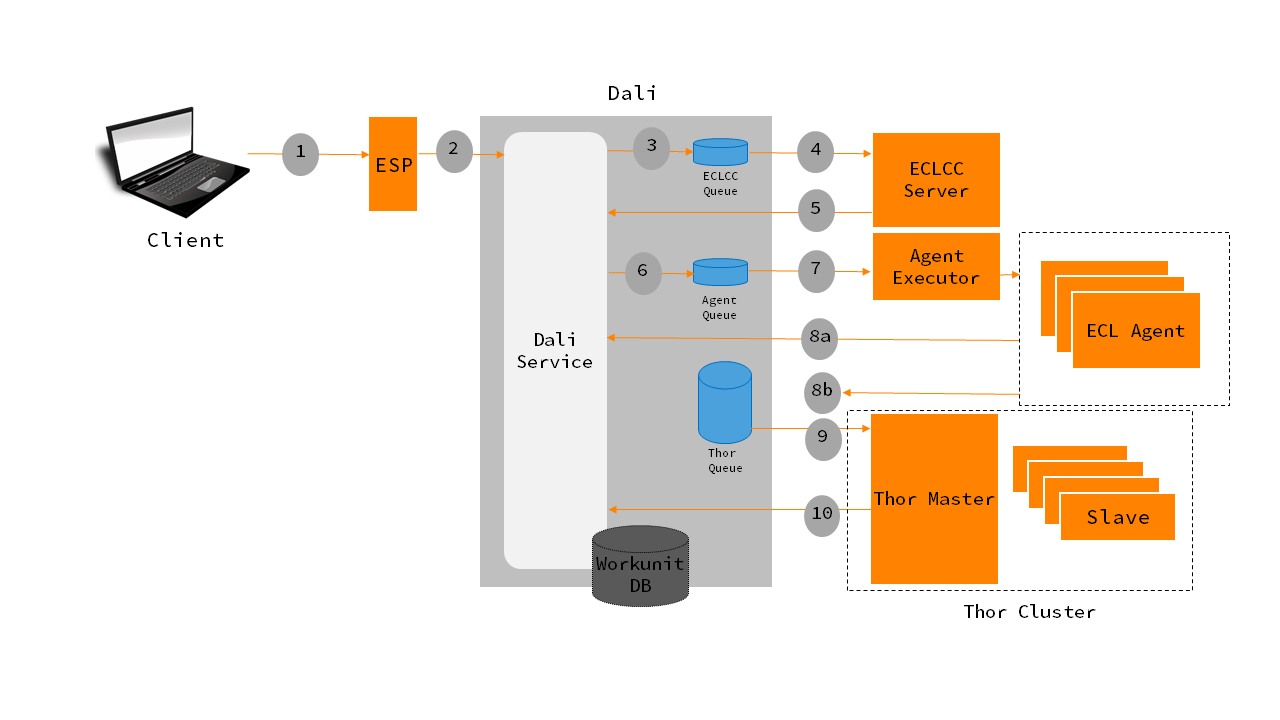 Dali
1
ESP
2
3
4
ECLCC
Server
ECLCC
Queue
5
Client
6
7
Agent
Executor
Agent
Queue
ECL Agent
8a
Dali
Service
8b
9
Thor
Queue
Thor Master
Slave
10
Workunit
DB
Thor Cluster